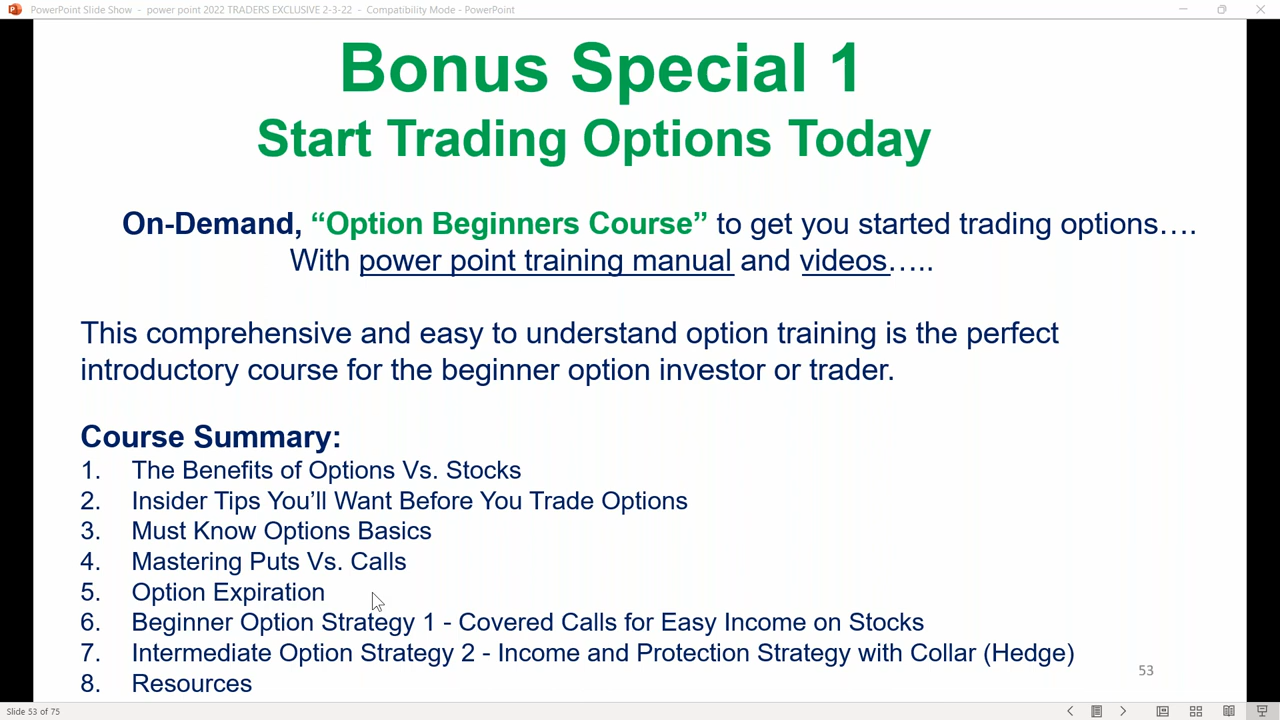 PowerPoint Slide Show - power point 2022 TRADERS EXCLUSIVE 2-3-22 - Compatibility Mode - PowerPoint
Bonus Special 1
Start Trading Options Today
On-Demand, “Option Beginners Course” to get you started trading options….
With power point training manual and videos…..
This comprehensive and easy to understand option training is the perfect
introductory course for the beginner option investor or trader.
Course Summary:
1. The Benefits of Options Vs. Stocks
2. Insider Tips You’ll Want Before You Trade Options
3. Must Know Options Basics
4. Mastering Puts Vs. Calls
5. Option Expiration
6. Beginner Option Strategy 1 - Covered Calls for Easy Income on Stocks
7. Intermediate Option Strategy 2 - Income and Protection Strategy with Collar (Hedge)
53
8. Resources
Slide 53 of 75